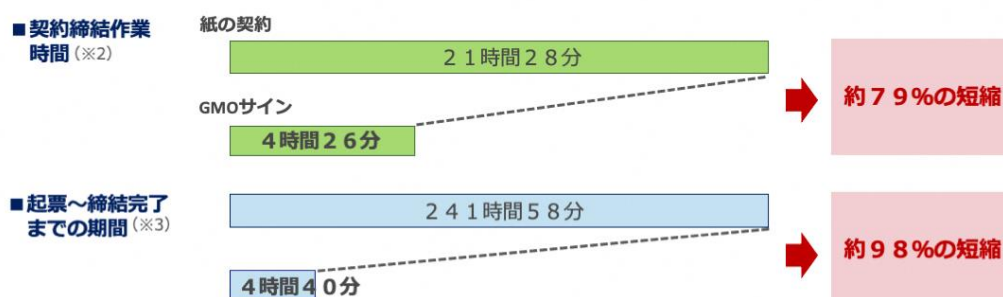 ■契約締結作業
時間(※2)
紙の契約
21時間28分
GMOサイン
4時間26分
約79%の短縮
■起票～締結完了
までの期間(※3)
241時間58分
4時間40分
約98%の短縮